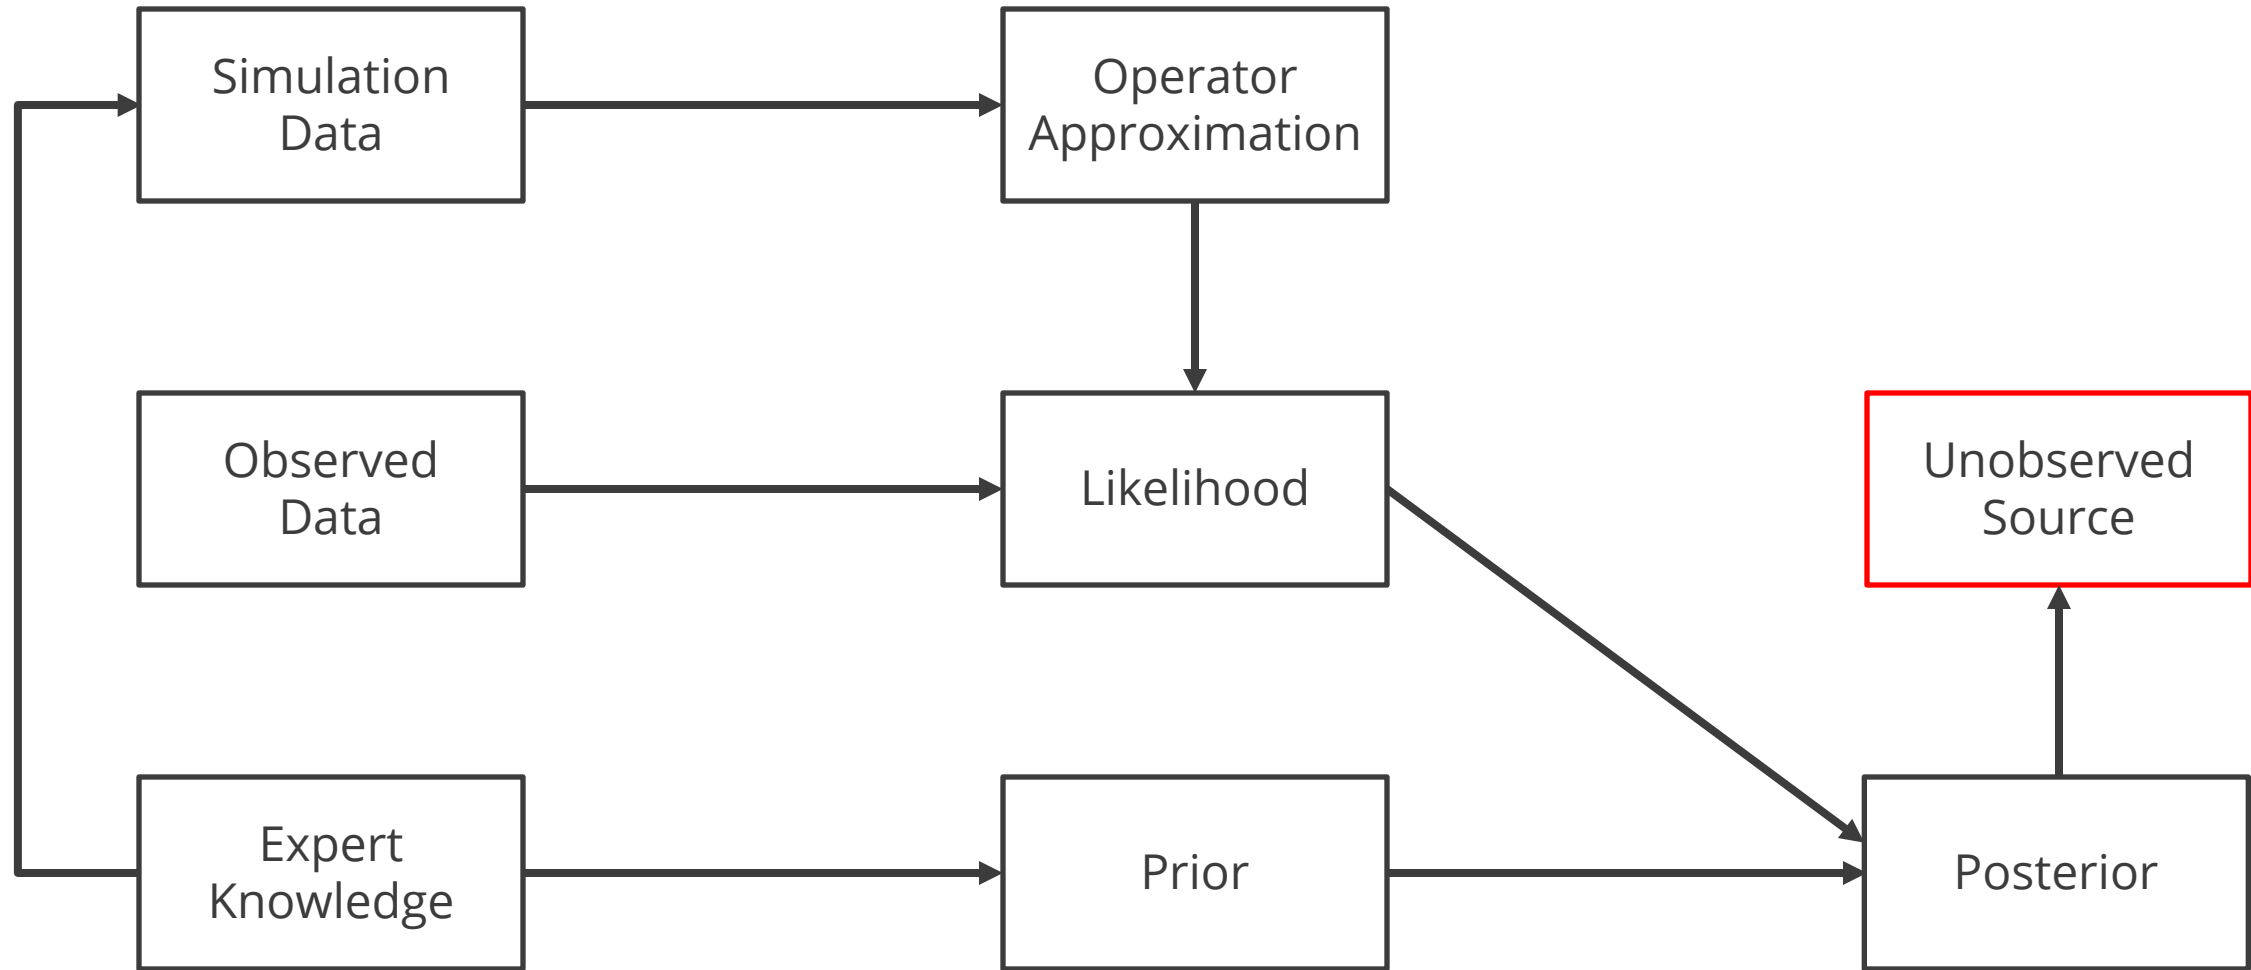 Simulation
Data
Operator
Approximation
Observed
Data
Likelihood
Unobserved
Source
Expert
Knowledge
Prior
Posterior